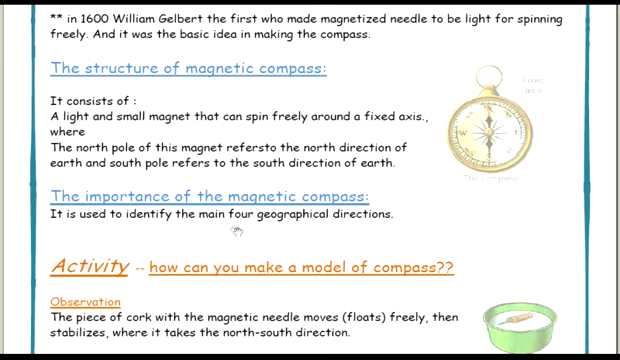 ** in 1600 William Gelbert the first who made magnetized needle to be light for spinning
freely. And it was the basic idea in making the compass.
The structure of magnetic compass:
It consists of :
A light and small magnet that can spin freely around a fixed axis.,
where
The north pole of this magnet refersto the north direction of
earth and south pole refers to the south direction of earth.
Fixed
axis
The compass
The importance of the magnetic compass:
It is used to identify the main four geographical directions.
Activity -- how can you make a model of compass??
Observation
The piece of cork with the magnetic needle moves (floats) freely, then
stabilizes, where it takes the north-south direction.